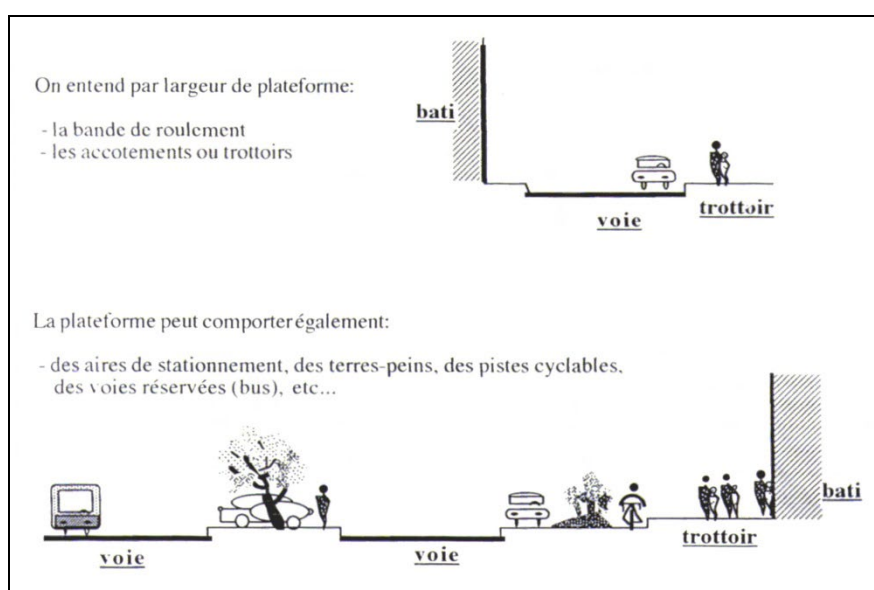 On entend par largeur de plateforme:
- la bande de roulement
- les accotements ou trottoirs
bati
voie
trottoir
La plateforme peut comporter également:
- des aires de stationnement, des terres-peins, des pistes cyclables,
des voies réservées (bus), etc...
voie
voie
trottoir
bati